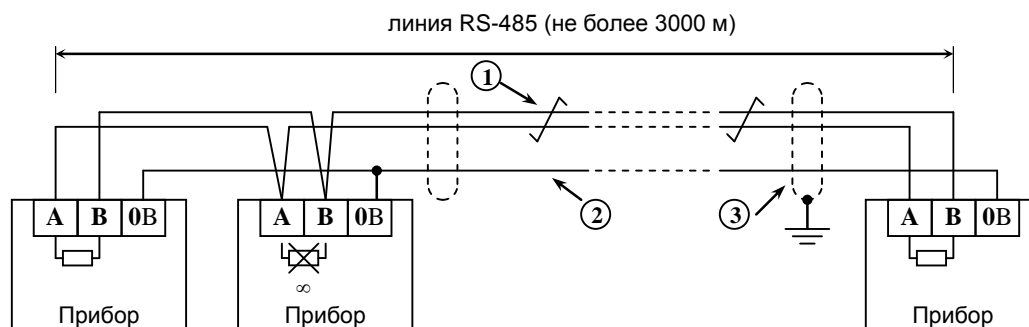 линия RS-485 (не более 3000 м)
1
A B 0В A B 0В 2 3 A B 0В
∞
Прибор Прибор Прибор